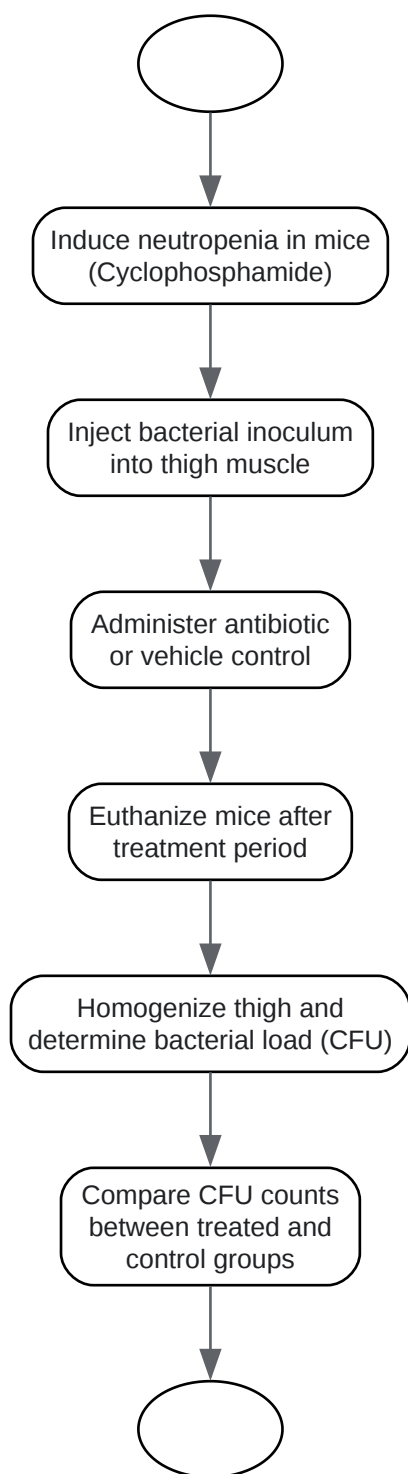 Induce neutropenia in mice
(Cyclophosphamide)
Inject bacterial inoculum
into thigh muscle
Administer antibiotic
or vehicle control
Euthanize mice after
treatment period
Homogenize thigh and
determine bacterial load (CFU)
Compare CFU counts
between treated and
control groups